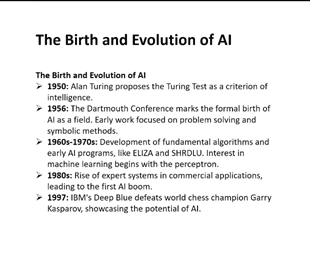 The Birth and Evolution of AI
The Birth and Evolution of AI
➢ 1950: Alan Turing proposes the Turing Test as a criterion of
intelligence.
➢ 1956: The Dartmouth Conference marks the formal birth of
AI as a field. Early work focused on problem solving and
symbolic methods.
➢ 1960s-1970s: Development of fundamental algorithms and
early AI programs, like ELIZA and SHRDLU. Interest in
machine learning begins with the perceptron.
➢ 1980s: Rise of expert systems in commercial applications,
leading to the first AI boom.
➢ 1997: IBM's Deep Blue defeats world chess champion Garry
Kasparov, showcasing the potential of AI.